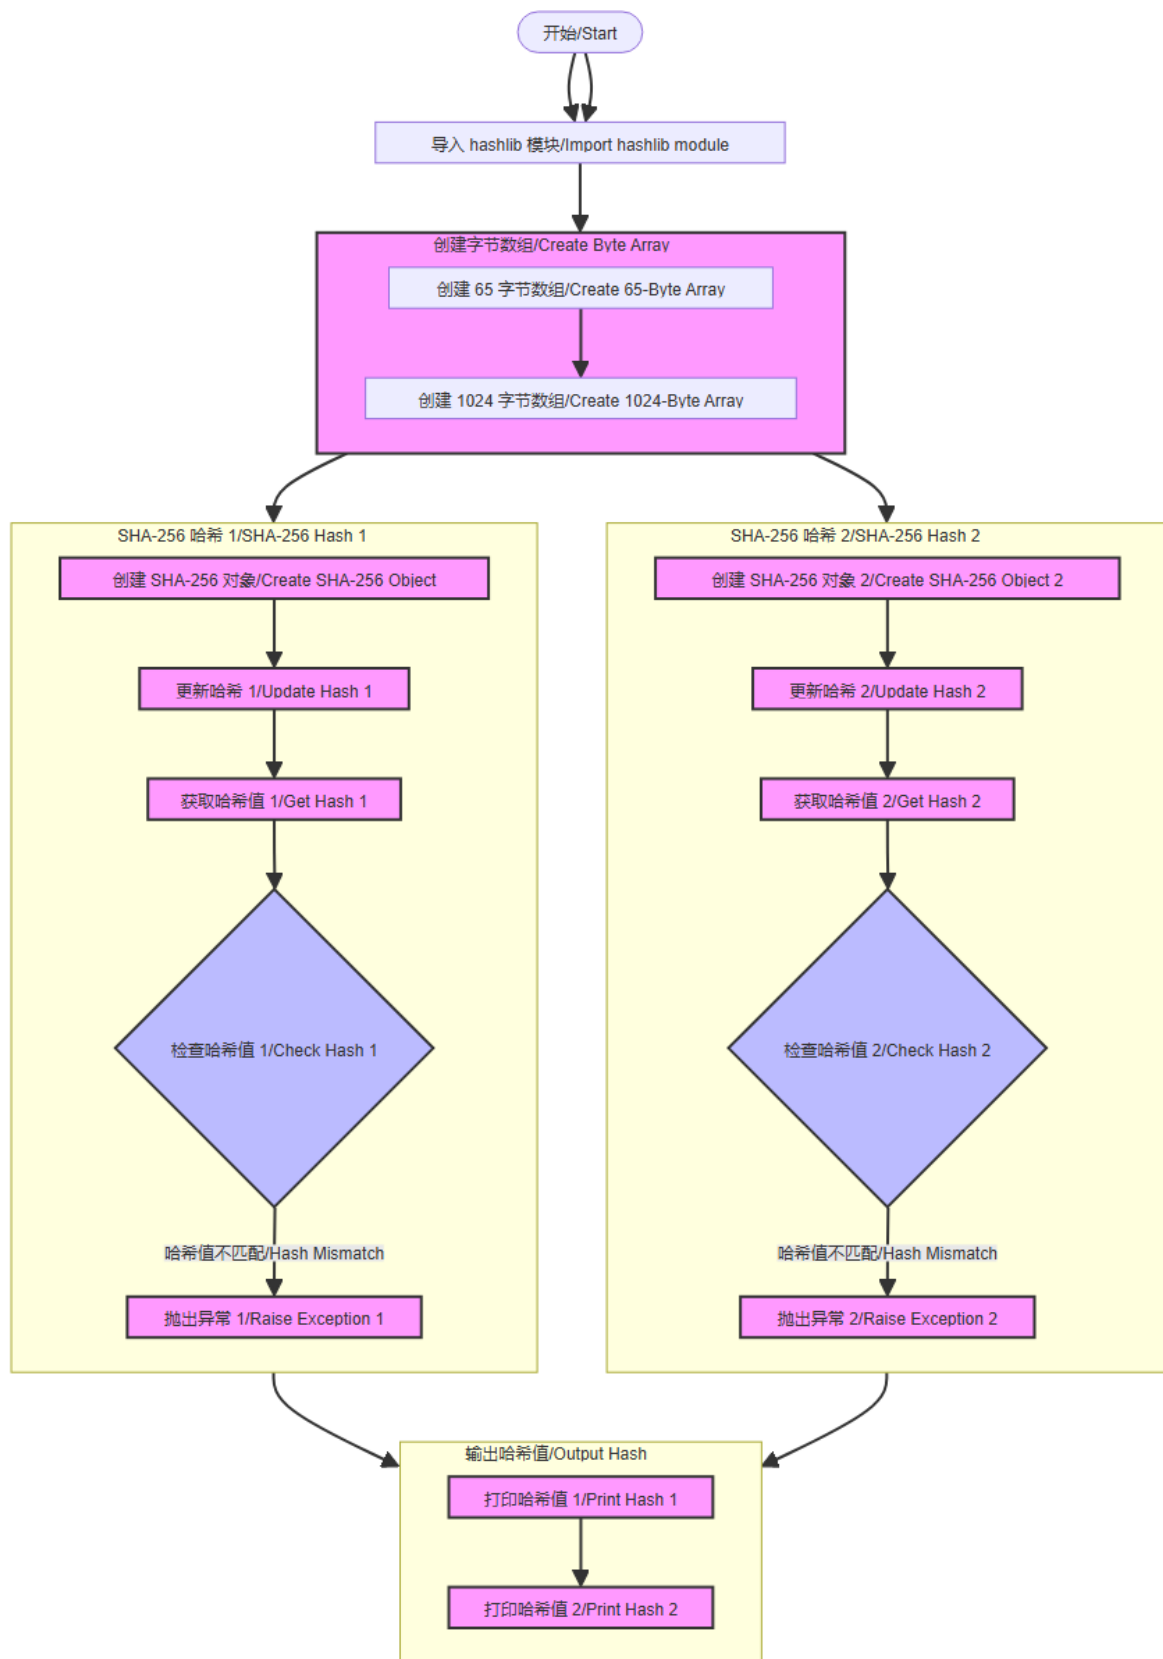 开始/Start
导入 hashlib 模块/Import hashlib module
创建字节数组/Create Byte Array
创建 65 字节数组/Create 65-Byte Array
创建 1024 字节数组/Create 1024-Byte Array
SHA-256 哈希 1/SHA-256 Hash 1
创建 SHA-256 对象/Create SHA-256 Object
更新哈希 1/Update Hash 1
获取哈希值 1/Get Hash 1
检查哈希值 1/Check Hash 1
哈希值不匹配/Hash Mismatch
抛出异常 1/Raise Exception 1
SHA-256 哈希 2/SHA-256 Hash 2
创建 SHA-256 对象 2/Create SHA-256 Object 2
更新哈希 2/Update Hash 2
获取哈希值 2/Get Hash 2
检查哈希值 2/Check Hash 2
哈希值不匹配/Hash Mismatch
抛出异常 2/Raise Exception 2
输出哈希值/Output Hash
打印哈希值 1/Print Hash 1
打印哈希值 2/Print Hash 2